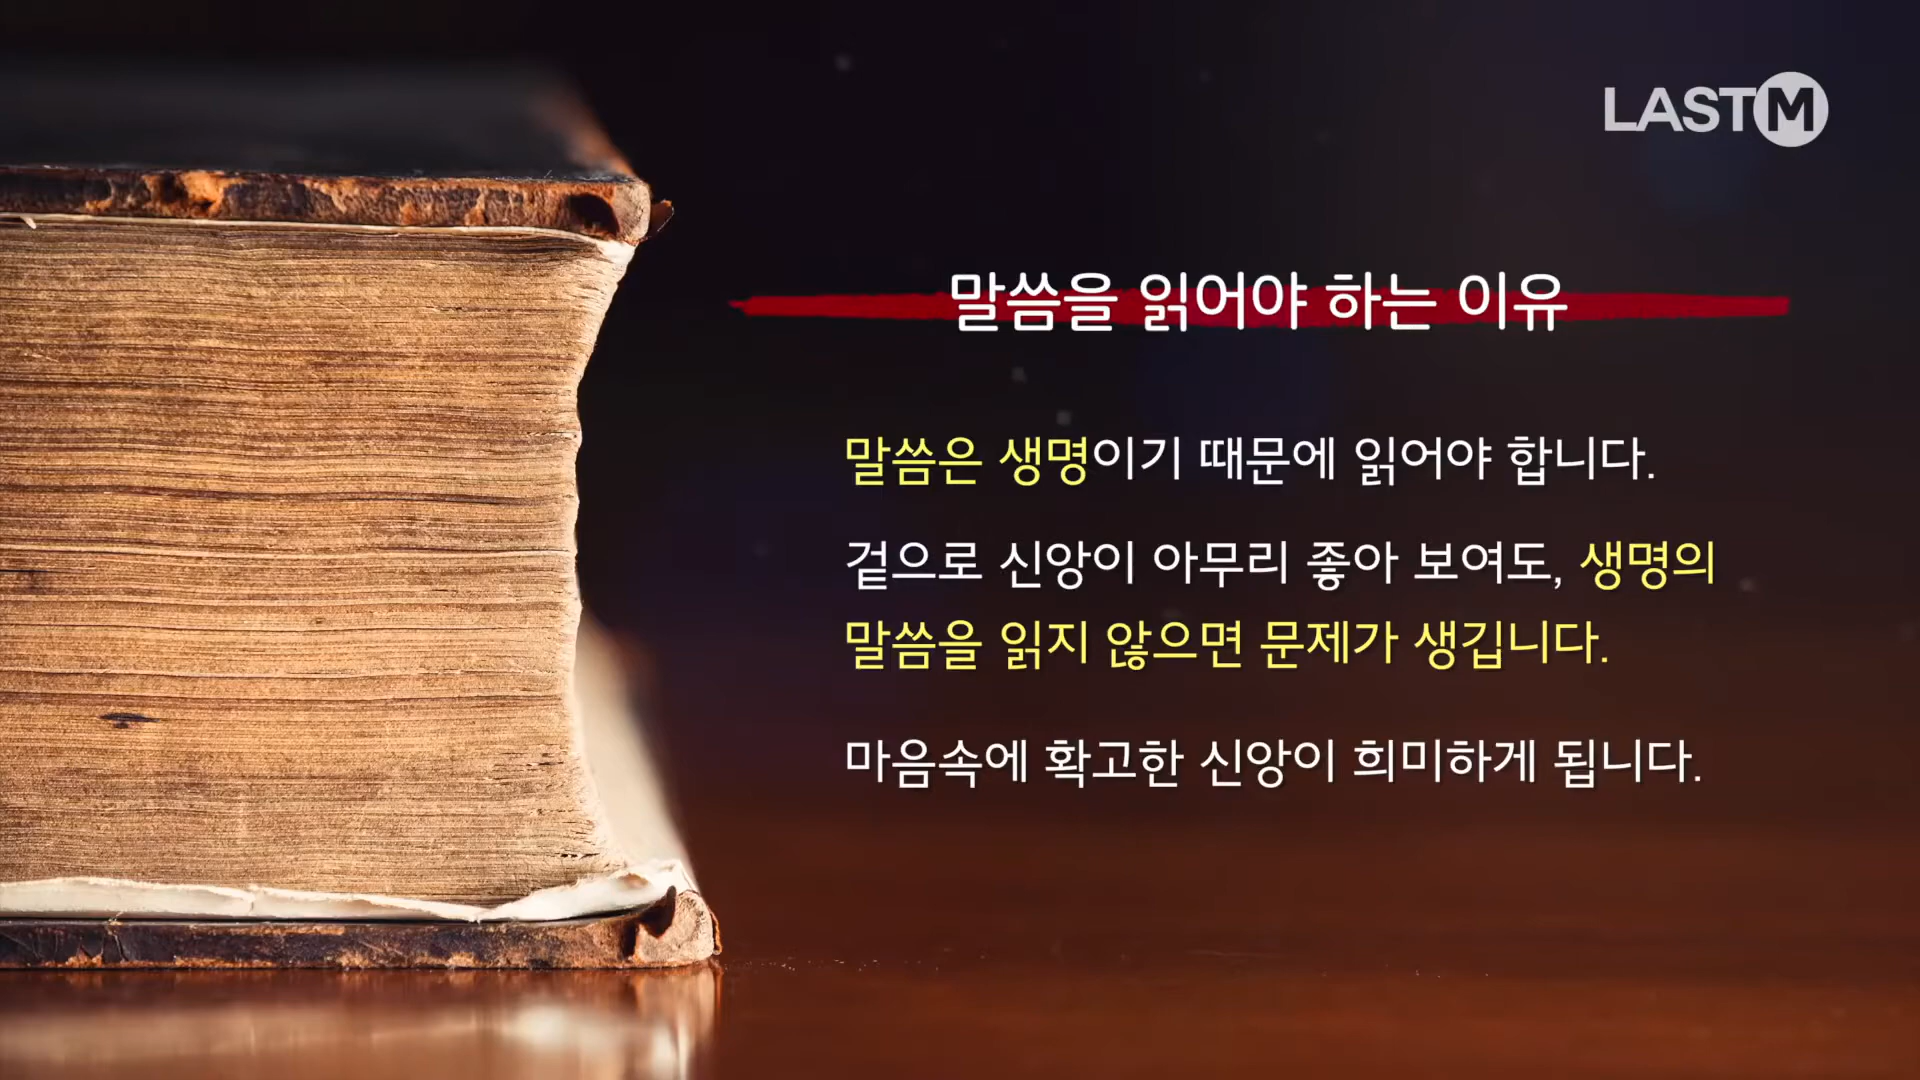 LASTM
말씀을 읽어야 하는 이유
말씀은 생명이기 때문에 읽어야 합니다.
겉으로 신앙이 아무리 좋아 보여도, 생명의
말씀을 읽지 않으면 문제가 생깁니다.
마음속에 확고한 신앙이 희미하게 됩니다.